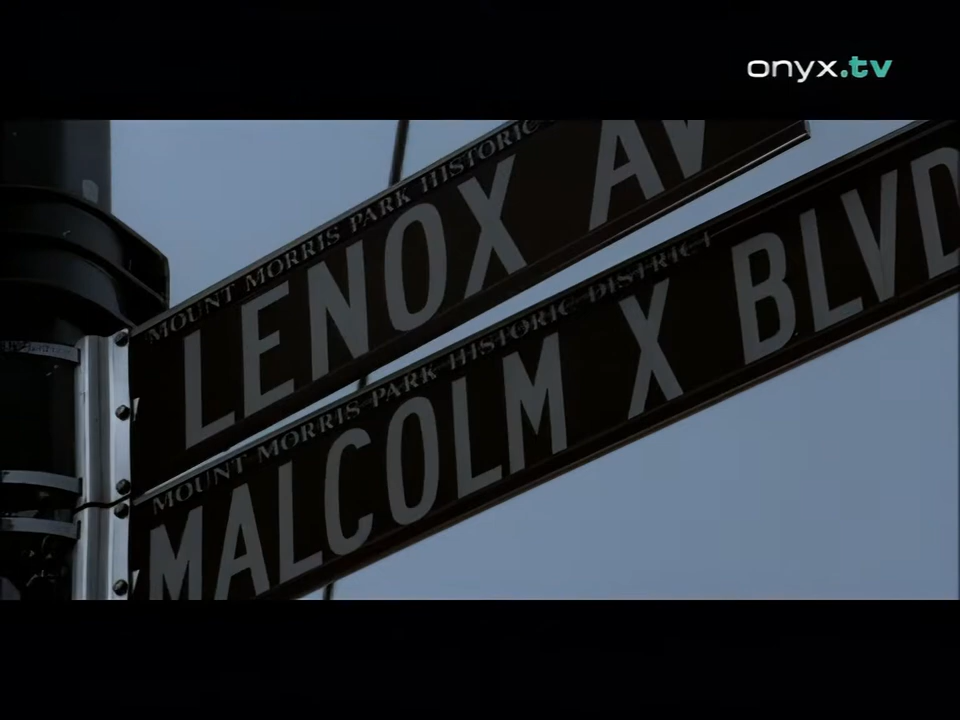 onyx.tv
MOUNT MORRIS PARK HISTORIC
LENOX AV
MOUNT MORRIS PARK HISTORIC DISTRICT
MALCOLM X BLVD